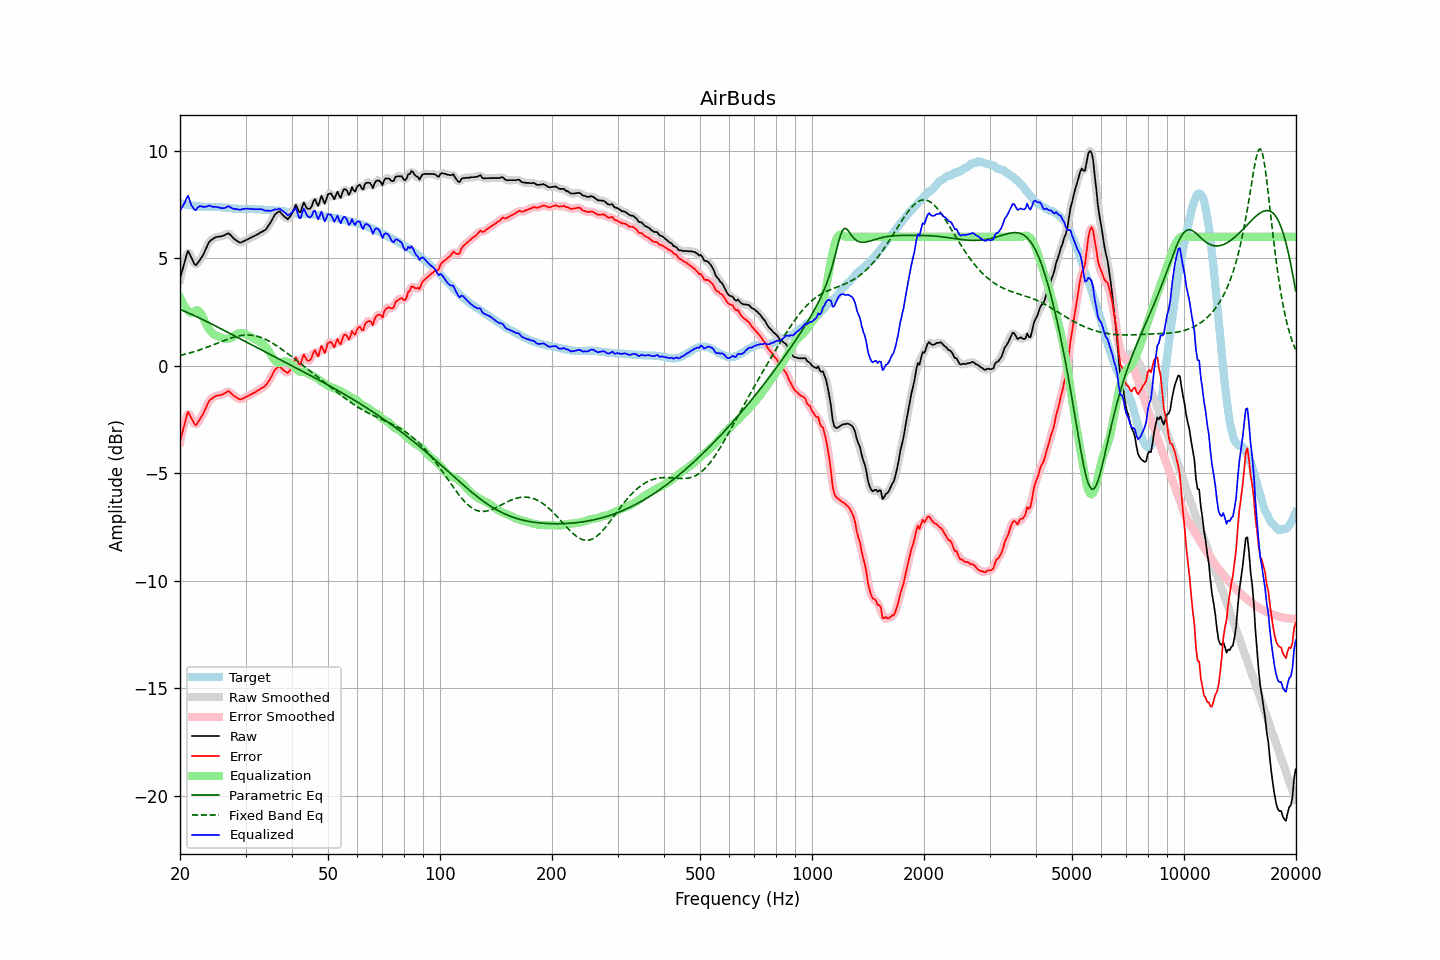 AirBuds
10
5
0
−5
−10
−15
−20
Amplitude (dBr)
Target
Raw Smoothed
Error Smoothed
Raw
Error
Equalization
Parametric Eq
Fixed Band Eq
Equalized
20 50 100 200 500 1000 2000 5000 10000 20000
Frequency (Hz)